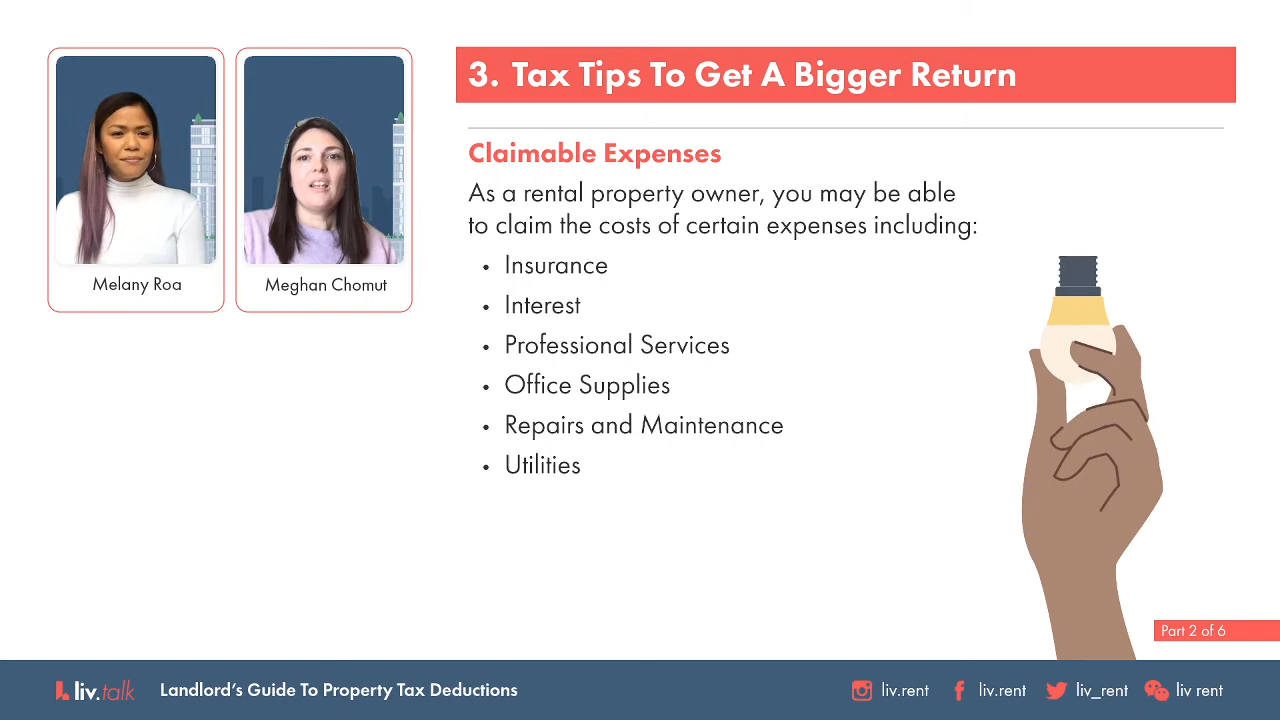 Melany Roa
Meghan Chomut
3. Tax Tips To Get A Bigger Return
Claimable Expenses
As a rental property owner, you may be able
to claim the costs of certain expenses including:
• Insurance
• Interest
• Professional Services
• Office Supplies
• Repairs and Maintenance
• Utilities
Part 2 of 6
liv.talk
Landlord's Guide To Property Tax Deductions
liv.rent
liv.rent
liv_rent
liv rent